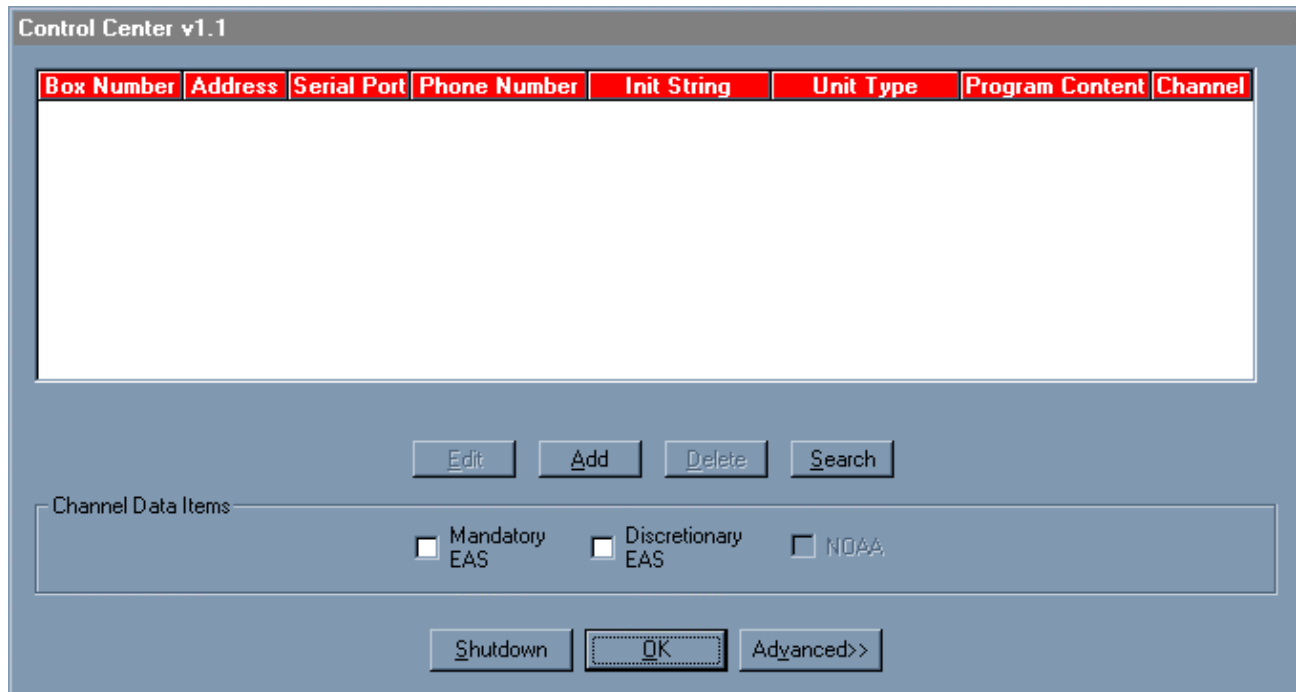 Control Center v1.1
Box Number Address Serial Port Phone Number Init String Unit Type Program Content Channel
Edit Add Delete Search
Channel Data Items
Mandatory EAS
Discretionary EAS
NOAA
Shutdown OK Advanced>>